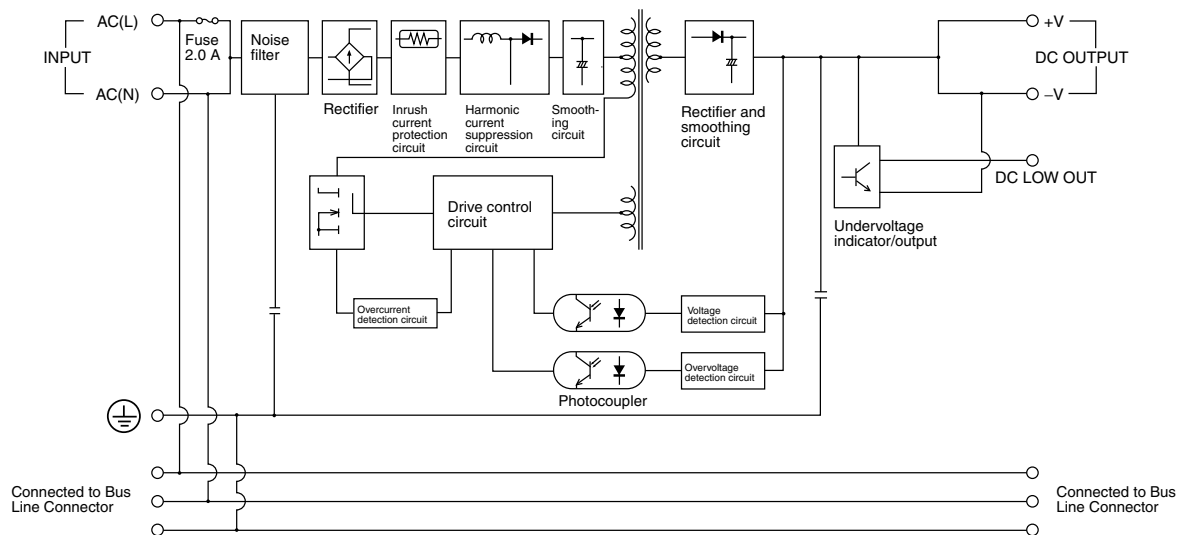 AC(L)
INPUT
AC(N)
Fuse
2.0 A
Noise
filter
Rectifier
Inrush
current
protection
circuit
Harmonic
current
suppression
circuit
Smooth-
ing
circuit
Rectifier and
smoothing
circuit
+V
DC OUTPUT
–V
DC LOW OUT
Undervoltage
indicator/output
Drive control
circuit
Overcurrent
detection circuit
Voltage
detection circuit
Overvoltage
detection circuit
Photocoupler
Connected to Bus
Line Connector
Connected to Bus
Line Connector